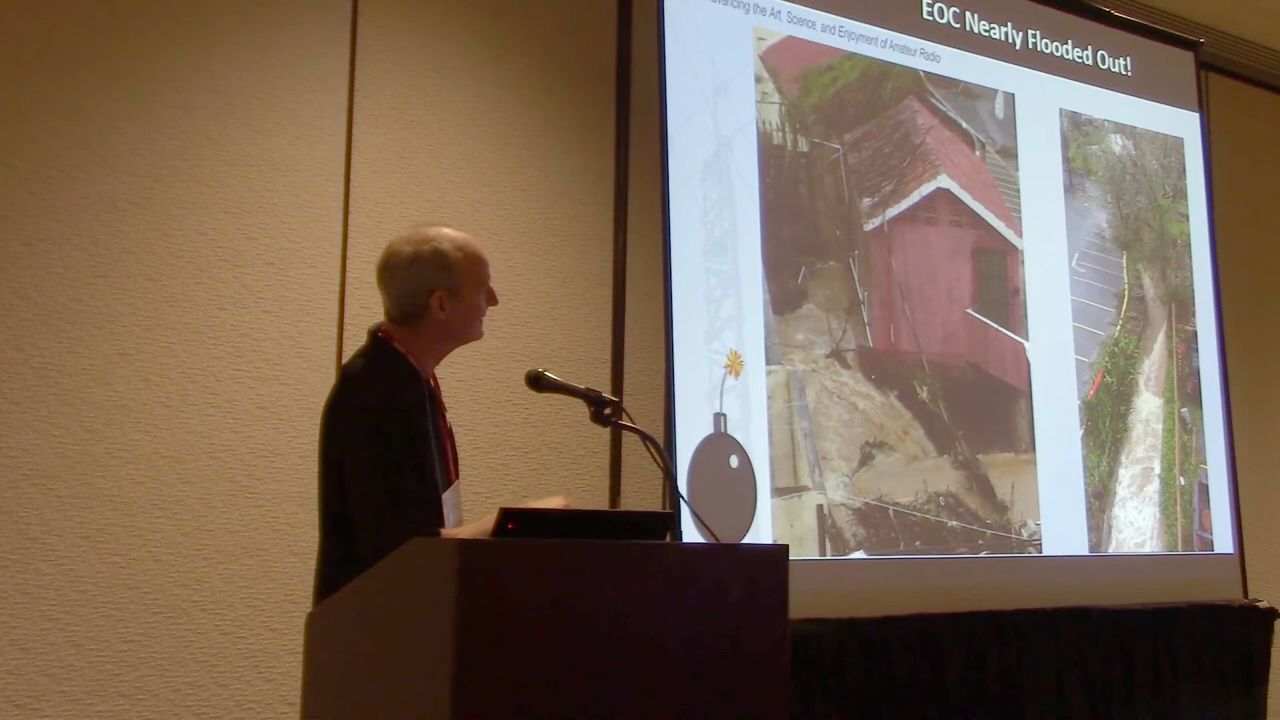 Advancing the Art, Science, and Enjoyment of Amateur Radio
EOC Nearly Flooded Out!